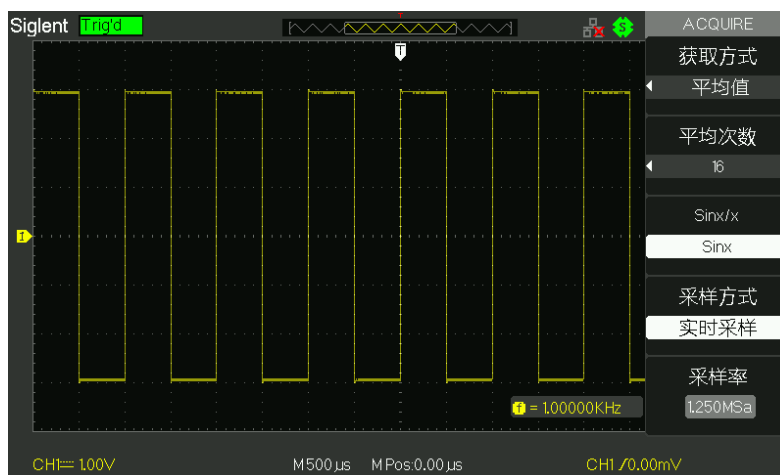 Siglent Trig'd
ACQUIRE
T
获取方式
平均值
平均次数
16
Sinx/x
Sinx
采样方式
实时采样
采样率
1.250MSa
f = 1.00000KHz
CH1 1.00V M 500μs M Pos:0.00μs CH1 0.00mV